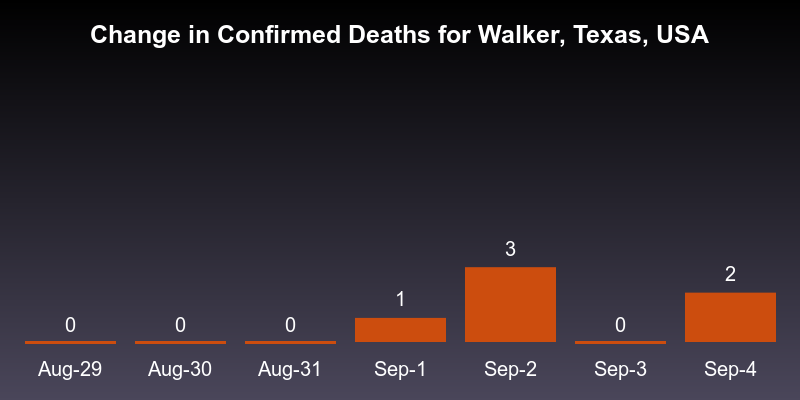 Change in Confirmed Deaths for Walker, Texas, USA
0 0 0 1 3 0 2
Aug-29 Aug-30 Aug-31 Sep-1 Sep-2 Sep-3 Sep-4